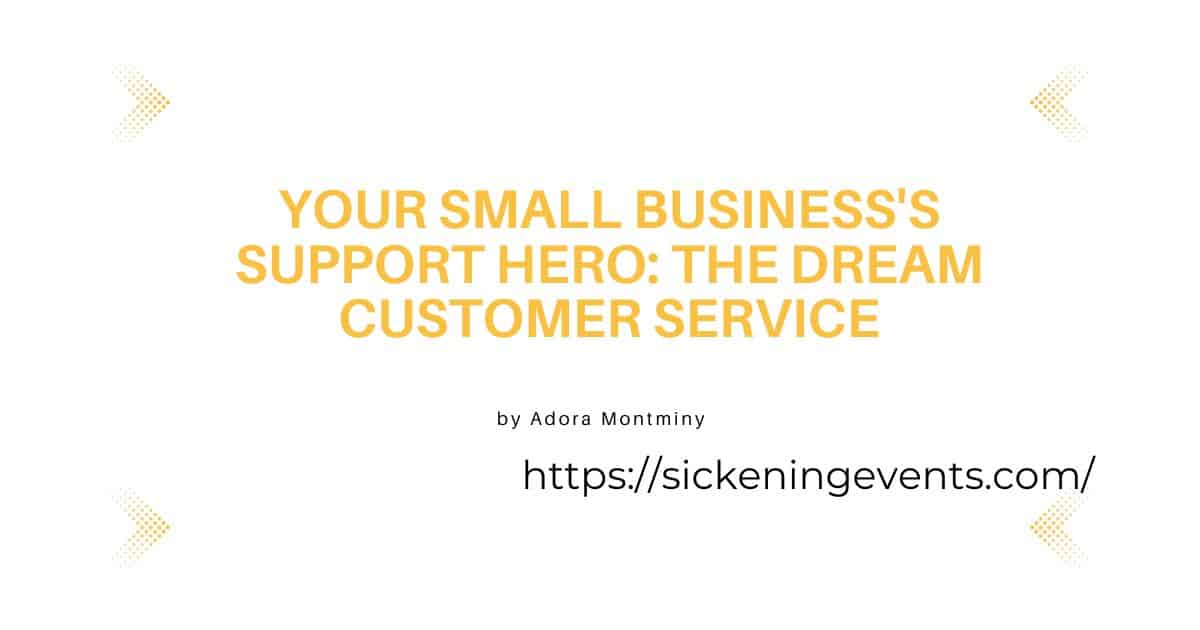 YOUR SMALL BUSINESS'S
SUPPORT HERO: THE DREAM
CUSTOMER SERVICE
by Adora Montminy
https://sickeningevents.com/